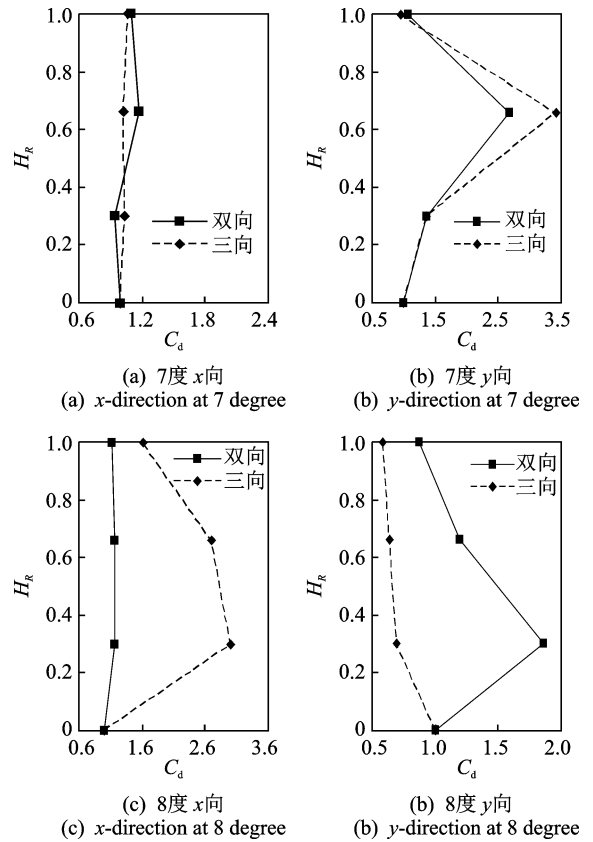 1.0
0.8
0.6
0.4
0.2
0
H_R
双向
三向
0.6 1.2 1.8 2.4
C_d
(a) 7度 x向
(a) x-direction at 7 degree
1.0
0.8
0.6
0.4
0.2
0
H_R
双向
三向
0.5 1.5 2.5 3.5
C_d
(b) 7度 y向
(b) y-direction at 7 degree
1.0
0.8
0.6
0.4
0.2
0
H_R
双向
三向
0.6 1.6 2.6 3.6
C_d
(c) 8度 x向
(c) x-direction at 8 degree
1.0
0.8
0.6
0.4
0.2
0
H_R
双向
三向
0.5 1.0 1.5 2.0
C_d
(b) 8度 y向
(b) y-direction at 8 degree